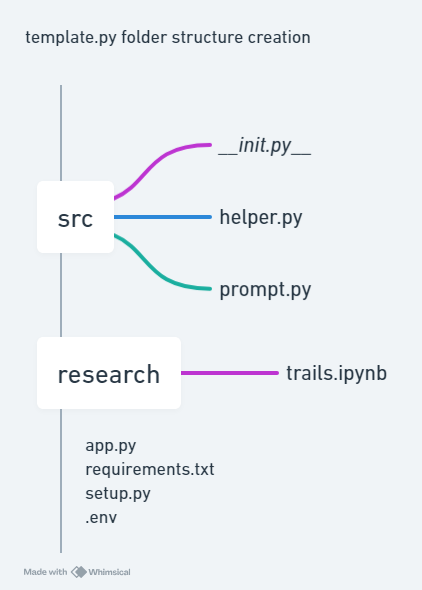 template.py folder structure creation
__init.py__
src
helper.py
prompt.py
research
trails.ipynb
app.py
requirements.txt
setup.py
.env
Made with Whimsical